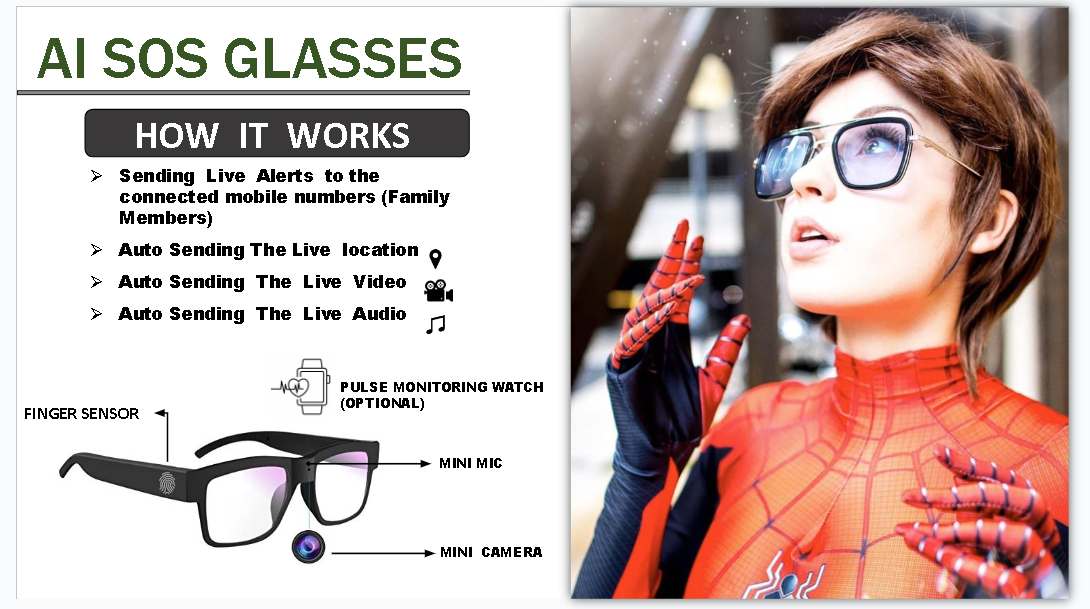 AI SOS GLASSES
HOW IT WORKS
Sending Live Alerts to the
connected mobile numbers (Family
Members)
Auto Sending The Live location
Auto Sending The Live Video
Auto Sending The Live Audio
PULSE MONITORING WATCH
(OPTIONAL)
FINGER SENSOR
MINI MIC
MINI CAMERA